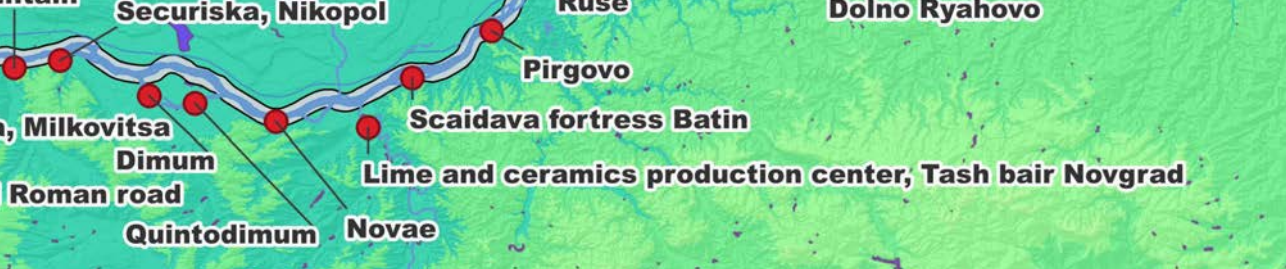 Securiska, Nikopol
Ruse
Dolno Ryahovo
Pirgovo
Scaidava fortress Batin
Milkovitsa
Dimum
Lime and ceramics production center, Tash bair Novgrad
Roman road
Quintodimum
Novae